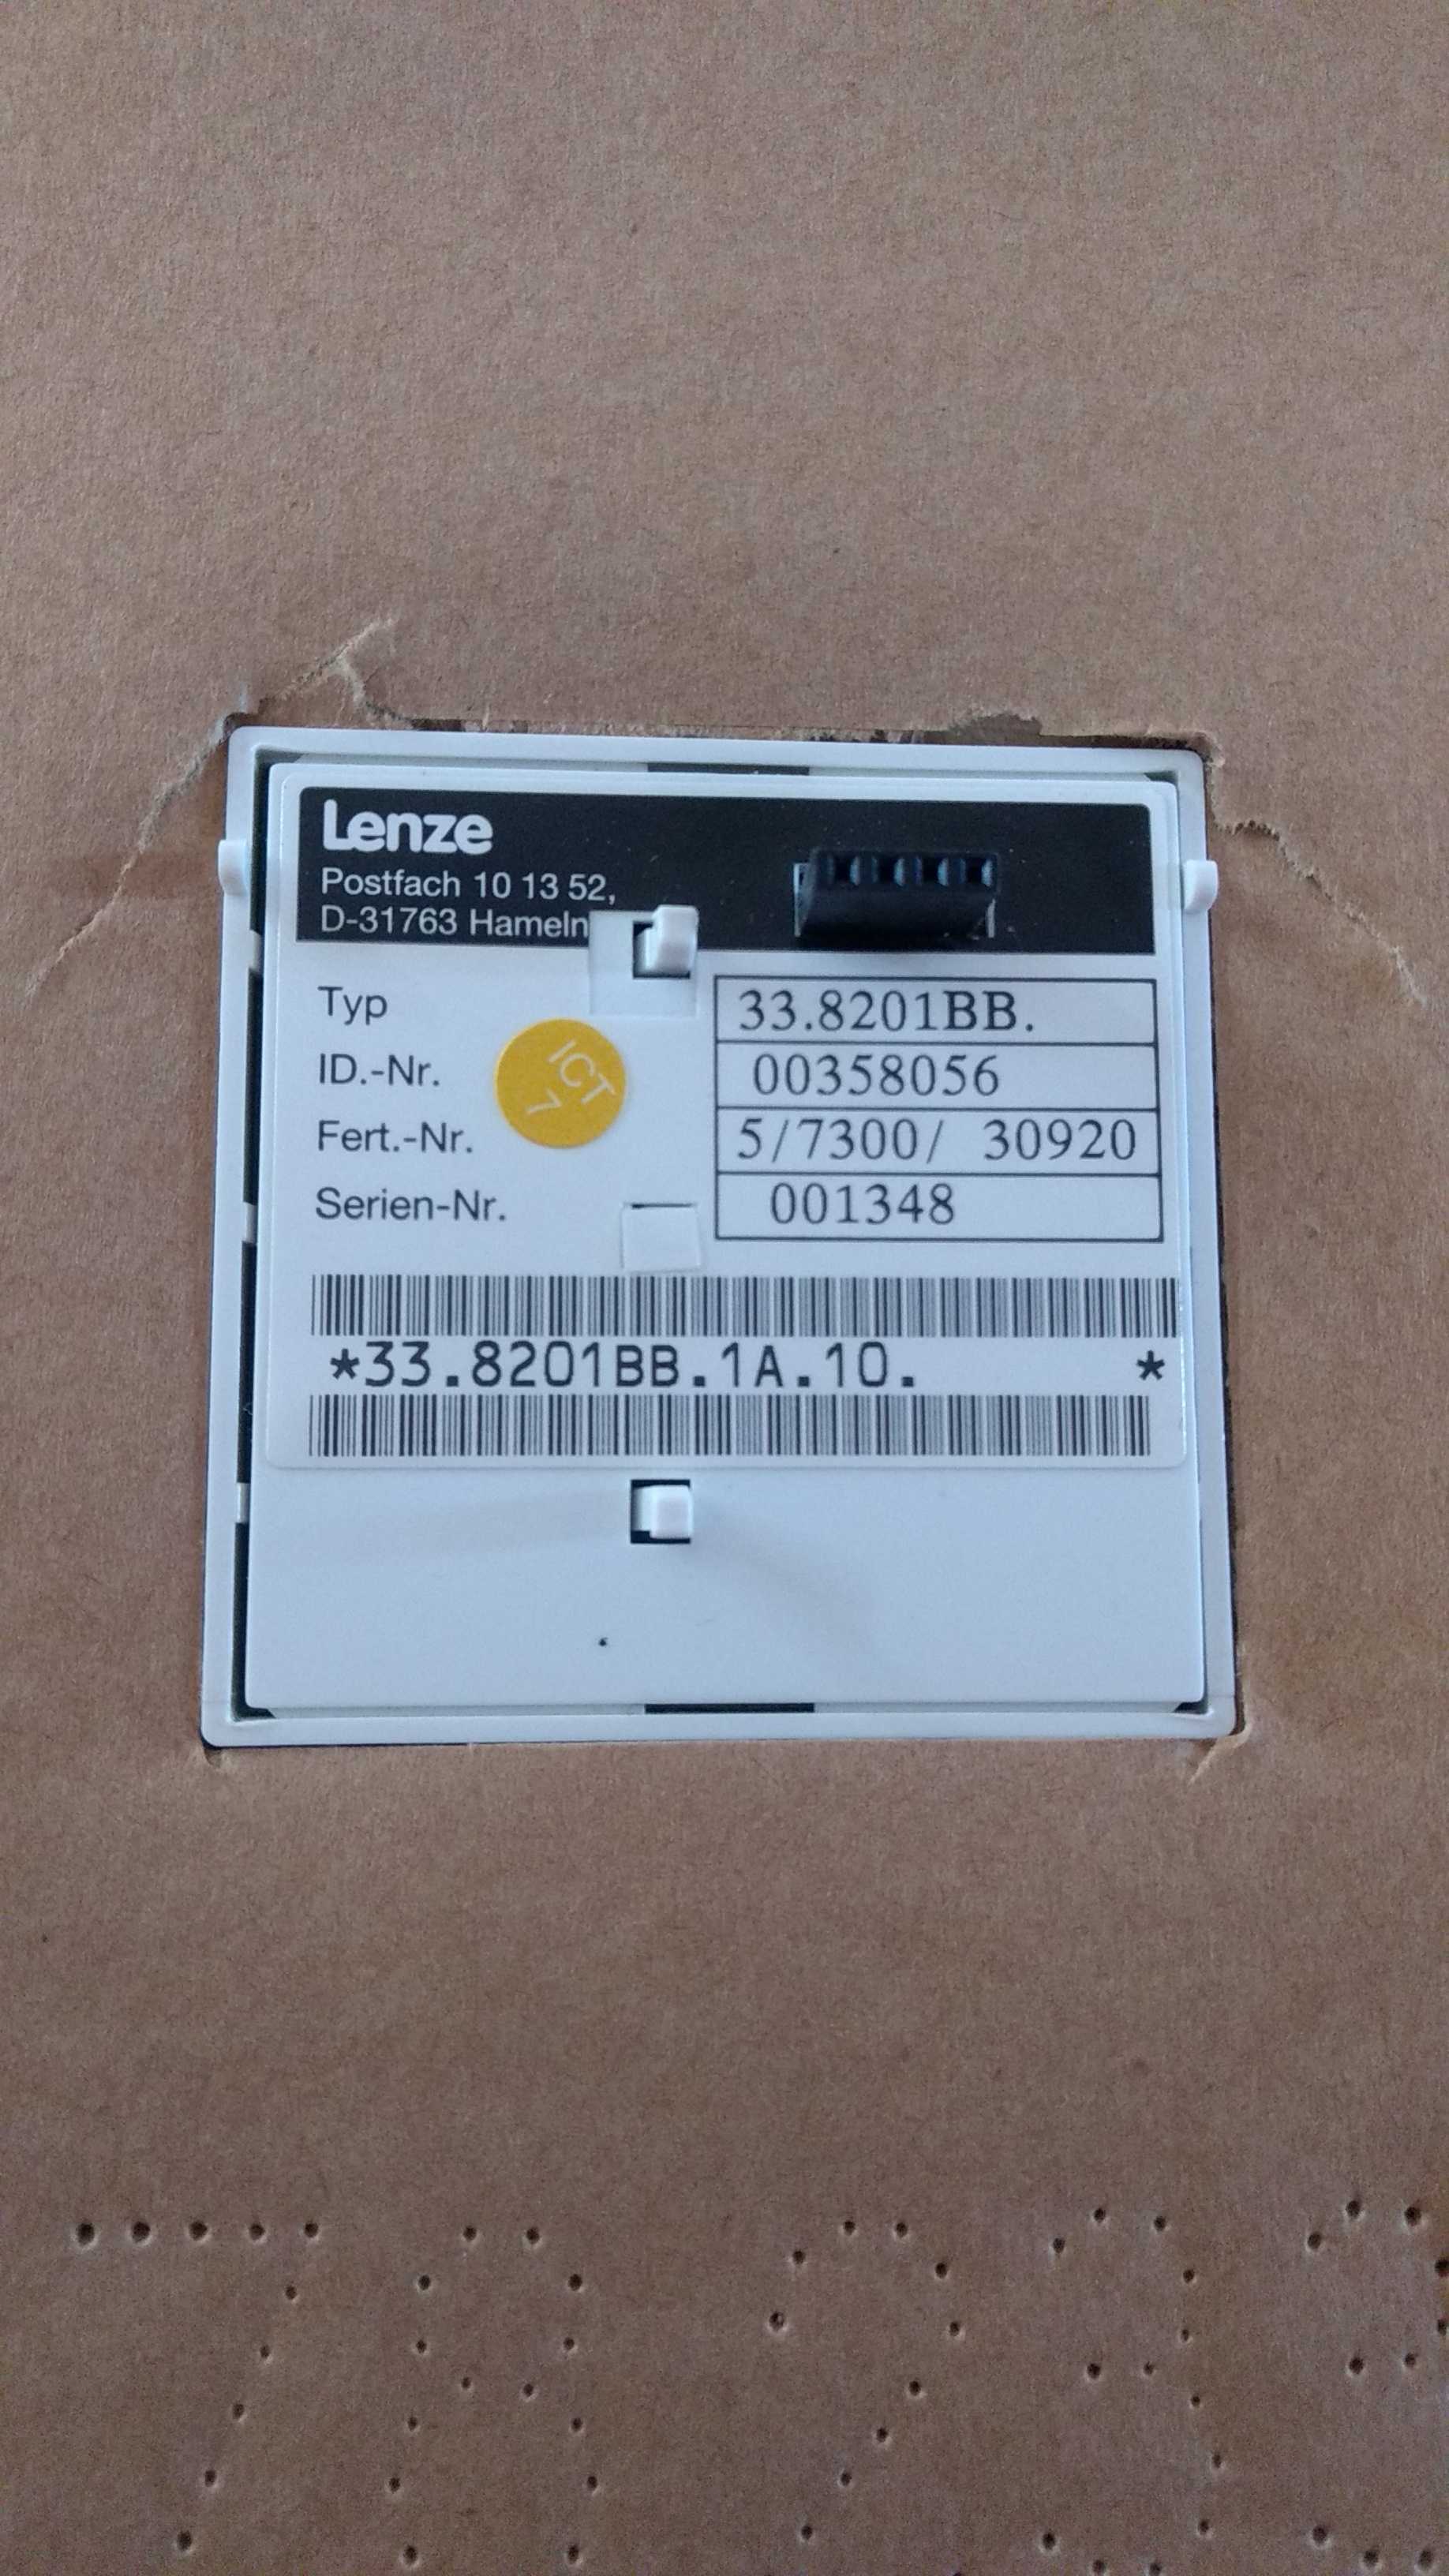 Lenze
Postfach 10 13 52,
D-31763 Hameln
Typ 33.8201BB.
ID.-Nr. 00358056
ICT
7
Fert.-Nr. 5/7300/ 30920
Serien-Nr. 001348
*33.8201BB.1A.10. *